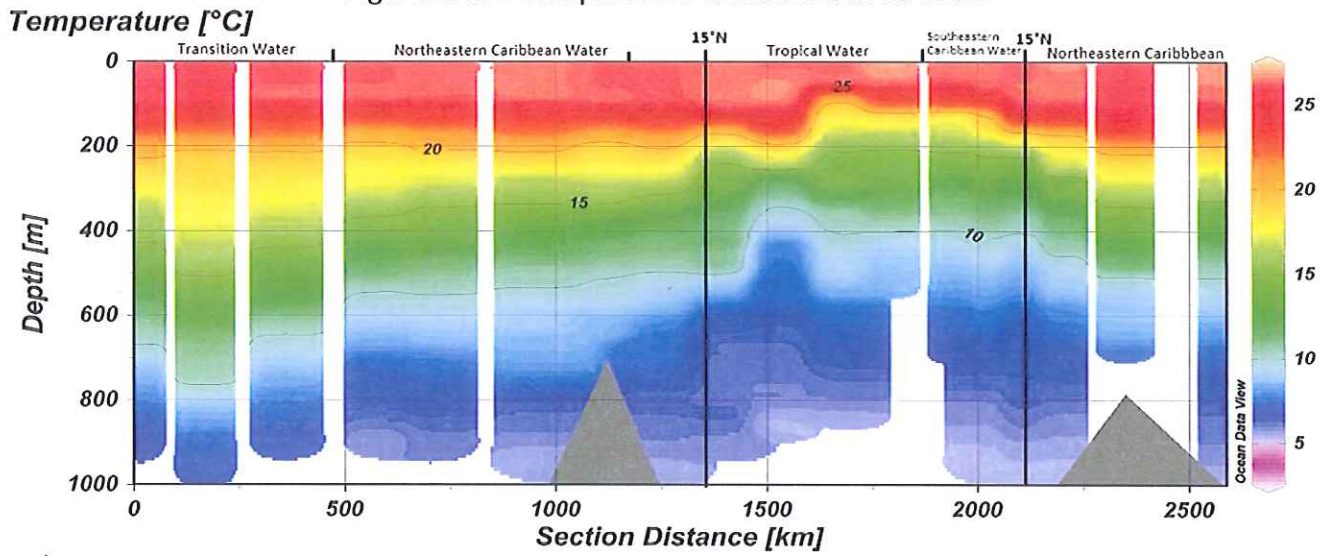 Temperature [°C]
Transition Water
Northeastern Caribbean Water
15°N
Tropical Water
Southeastern
Caribbean Water
15°N
Northeastern Caribbbean
0
200
400
600
800
1000
Depth [m]
20
15
25
10
0
500
1000
1500
2000
2500
Section Distance [km]
25
20
15
10
5
Ocean Data View